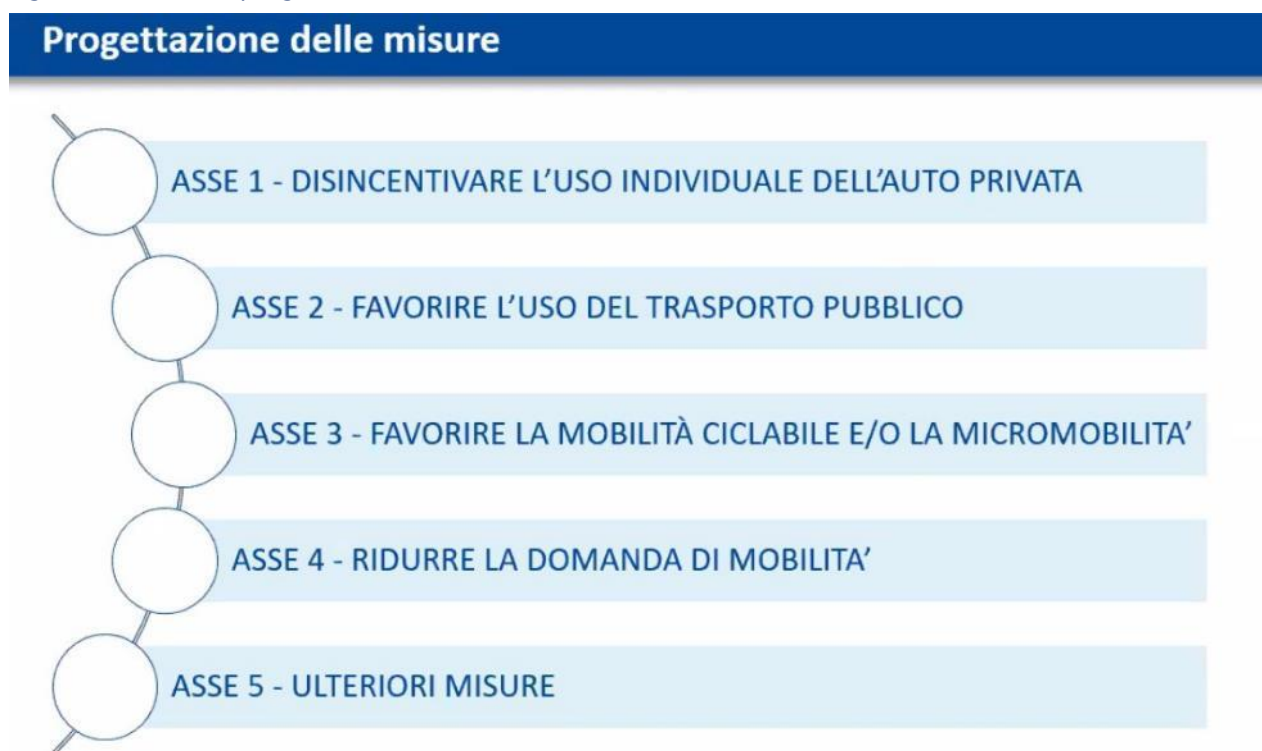 Progettazione delle misure
ASSE 1 - DISINCENTIVARE L'USO INDIVIDUALE DELL'AUTO PRIVATA
ASSE 2 - FAVORIRE L'USO DEL TRASPORTO PUBBLICO
ASSE 3 - FAVORIRE LA MOBILITÀ CICLABILE E/O LA MICROMOBILITA'
ASSE 4 - RIDURRE LA DOMANDA DI MOBILITA'
ASSE 5 - ULTERIORI MISURE